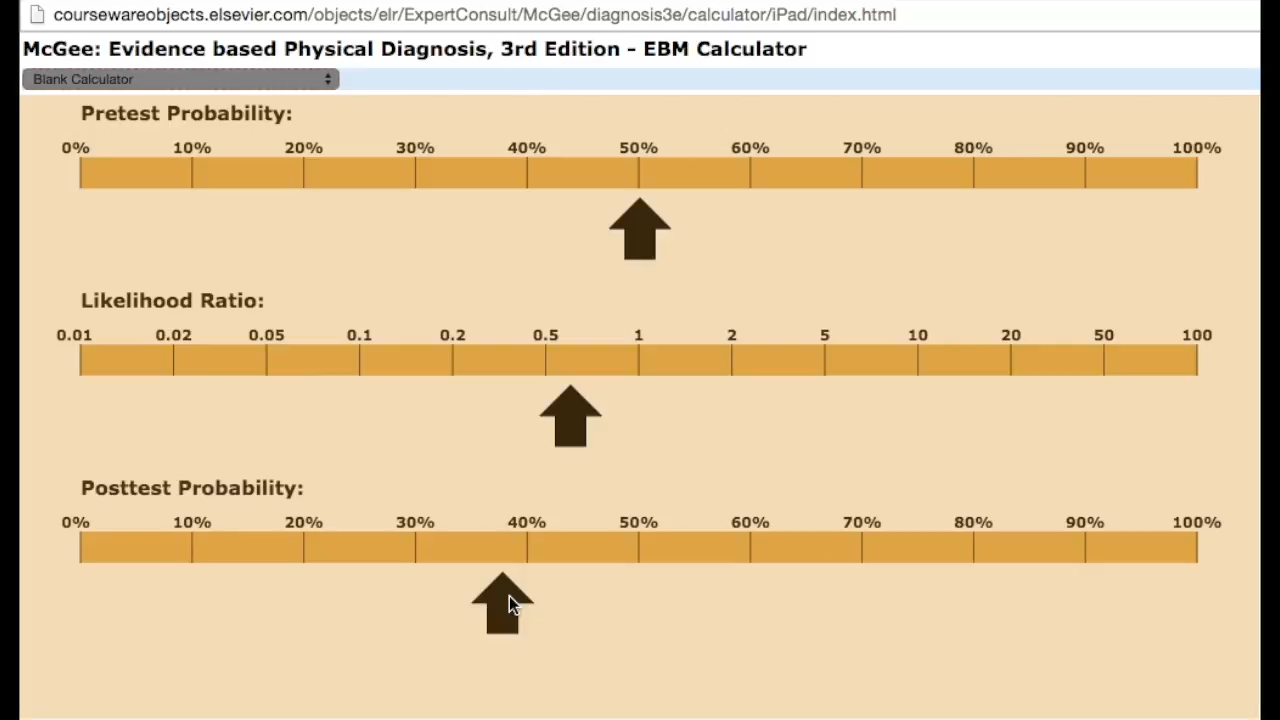 coursewareobjects.elsevier.com/objects/elr/ExpertConsult/McGee/diagnosis3e/calculator/iPad/index.html
McGee: Evidence based Physical Diagnosis, 3rd Edition - EBM Calculator
Blank Calculator
Pretest Probability:
0% 10% 20% 30% 40% 50% 60% 70% 80% 90% 100%
Likelihood Ratio:
0.01 0.02 0.05 0.1 0.2 0.5 1 2 5 10 20 50 100
Posttest Probability:
0% 10% 20% 30% 40% 50% 60% 70% 80% 90% 100%